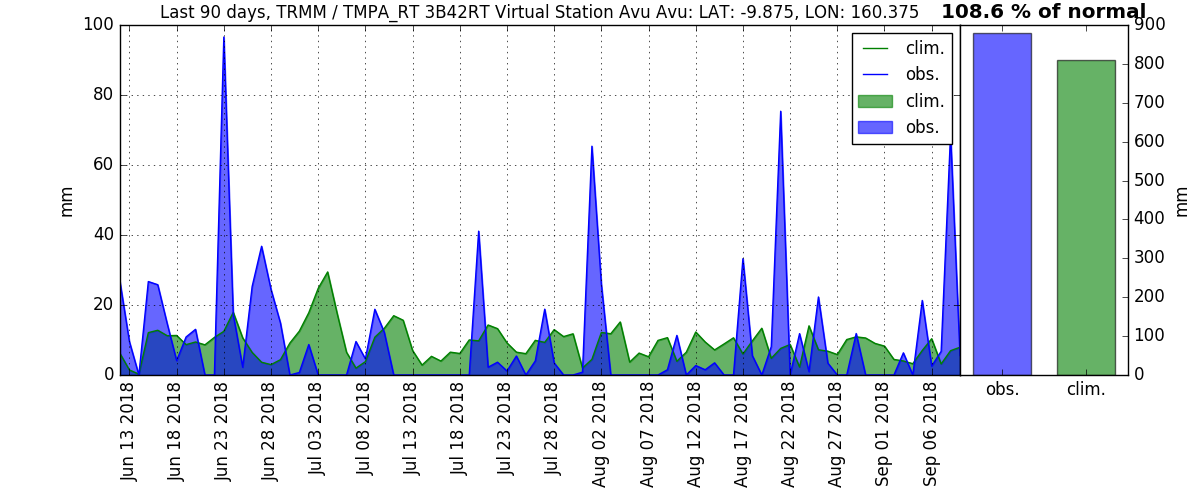 Last 90 days, TRMM / TMPA_RT 3B42RT Virtual Station Avu Avu: LAT: -9.875, LON: 160.375
108.6 % of normal
100
80
60
40
20
0
mm
clim.
obs.
clim.
obs.
900
800
700
600
500
400
300
200
100
0
mm
Jun 13 2018
Jun 18 2018
Jun 23 2018
Jun 28 2018
Jul 03 2018
Jul 08 2018
Jul 13 2018
Jul 18 2018
Jul 23 2018
Jul 28 2018
Aug 02 2018
Aug 07 2018
Aug 12 2018
Aug 17 2018
Aug 22 2018
Aug 27 2018
Sep 01 2018
Sep 06 2018
obs.
clim.